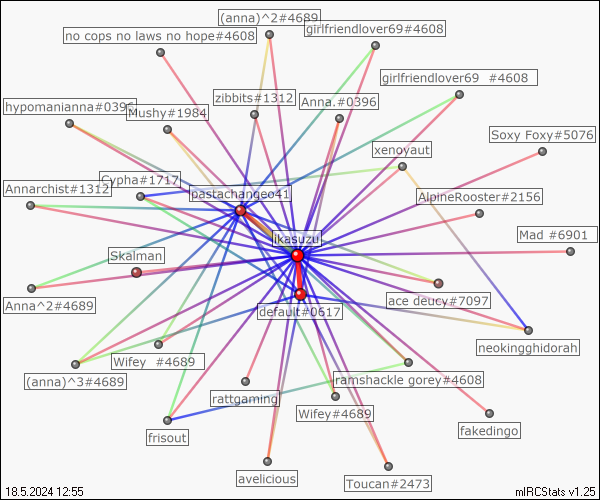 (anna)^2#4689
no cops no laws no hope#4608
girlfriendlover69#4608
girlfriendlover69 #4608
hypomanianna#0396
Mushy#1984
zibbits#1312
Anna.#0396
Soxy Foxy#5076
xenoyaut
Annarchist#1312
Cypha#1717
pastachangeo41
AlpineRooster#2156
ikasuzu
Mad #6901
Skalman
Anna^2#4689
default#0617
ace deucy#7097
neokingghidorah
Wifey #4689
(anna)^3#4689
rattgaming
ramshackle gorey#4608
Wifey#4689
frisout
fakedingo
avelicious
Toucan#2473
18.5.2024 12:55
mIRCStats v1.25